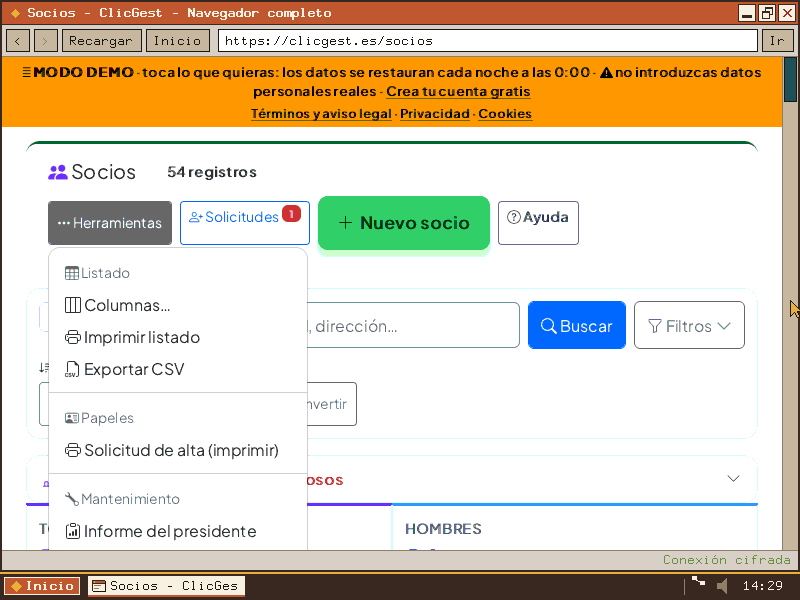 Socios - ClicGest - Navegador completo
< > Recargar Inicio https://clicgest.es/socios Ir
MODO DEMO · toca lo que quieras: los datos se restauran cada noche a las 0:00 · no introduzcas datos
personales reales · Crea tu cuenta gratis
Términos y aviso legal · Privacidad · Cookies
Socios 54 registros
Herramientas Solicitudes 1 + Nuevo socio Ayuda
Listado
Columnas...
, dirección... Buscar Filtros
Imprimir listado
Exportar CSV
nvertir
Papeles
Solicitud de alta (imprimir)
osos
Mantenimiento
HOMBRES
Informe del presidente
Conexión cifrada
Inicio Socios - ClicGes 14:29